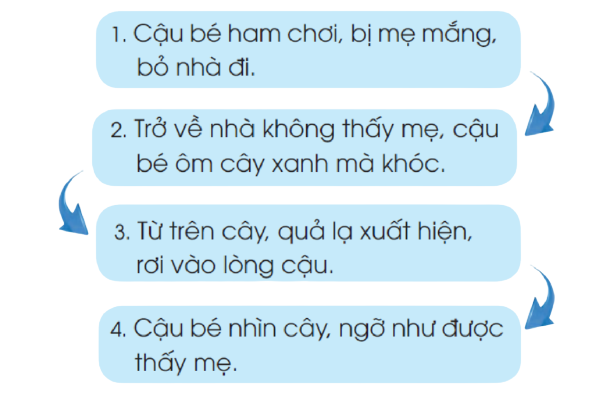 1. Cậu bé ham chơi, bị mẹ mắng,
bỏ nhà đi.
2. Trở về nhà không thấy mẹ, cậu
bé ôm cây xanh mà khóc.
3. Từ trên cây, quả lạ xuất hiện,
rơi vào lòng cậu.
4. Cậu bé nhìn cây, ngỡ như được
thấy mẹ.